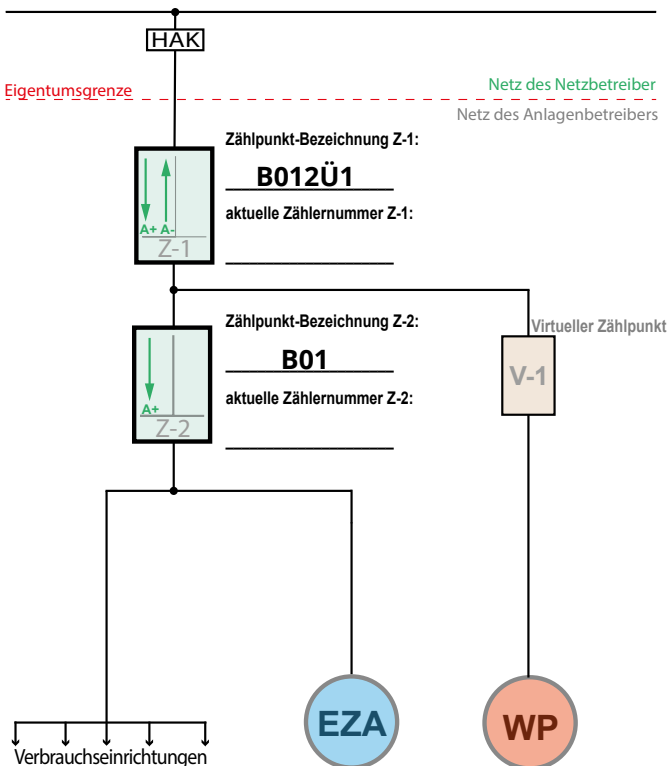 HAK
Eigentumsgrenze
Netz des Netzbetreiber
Netz des Anlagenbetreibers
Zählpunkt-Bezeichnung Z-1:
B012Ü1
aktuelle Zählernummer Z-1:
A+ A-
Z-1
Zählpunkt-Bezeichnung Z-2:
B01
aktuelle Zählernummer Z-2:
A+
Z-2
Virtueller Zählpunkt
V-1
EZA
WP
Verbrauchseinrichtungen